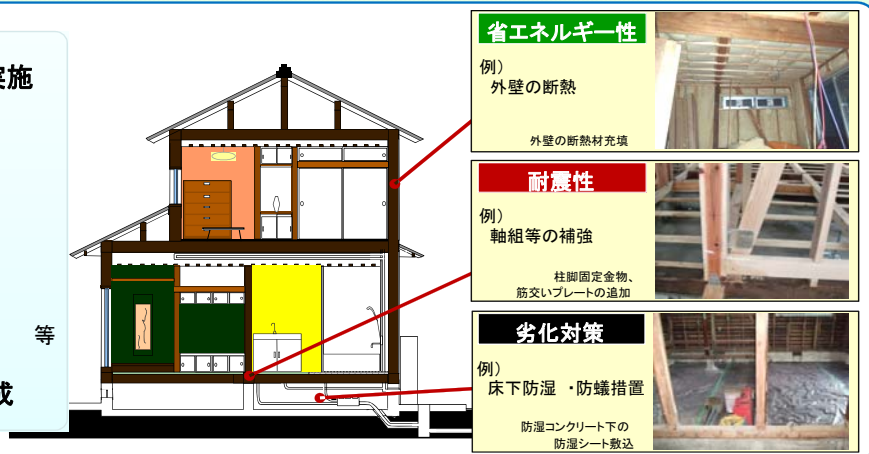 実施
等
成
省エネルギー性
例)
外壁の断熱
外壁の断熱材充填
耐震性
例)
軸組等の補強
柱脚固定金物、
筋交いプレートの追加
劣化対策
例)
床下防湿 ・防蟻措置
防湿コンクリート下の
防湿シート敷込